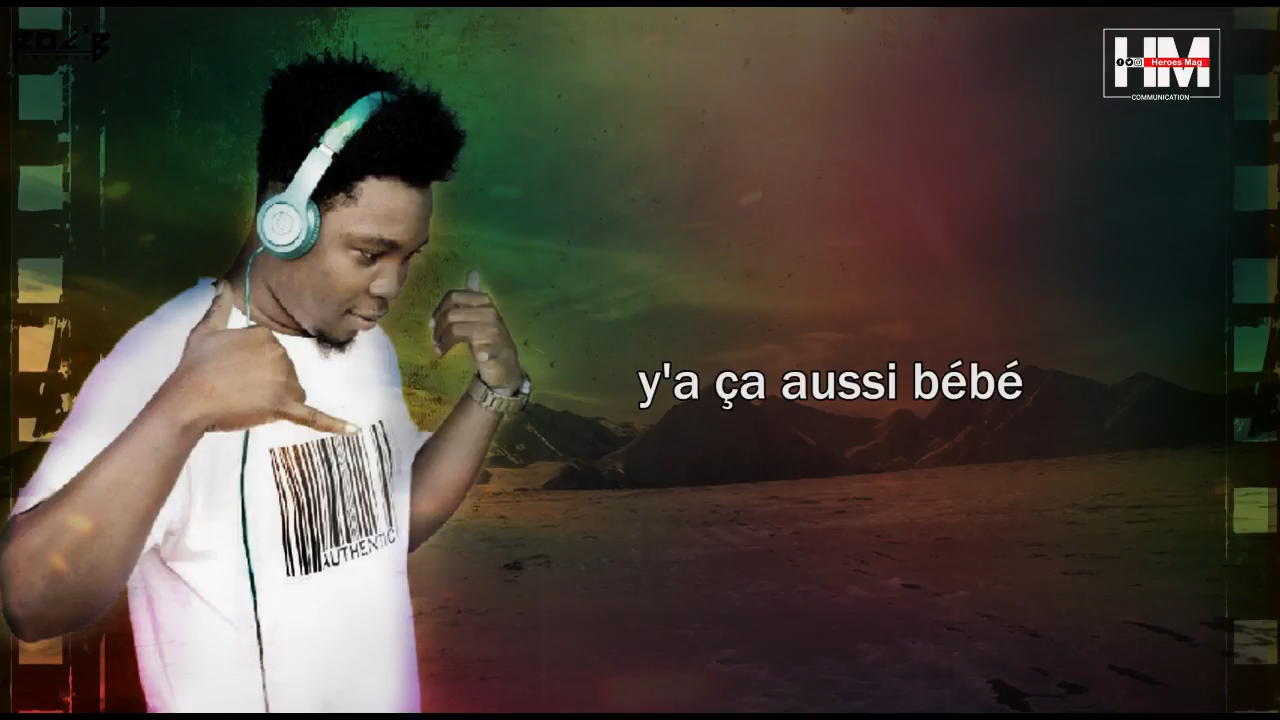 HM
Heroes Mag
COMMUNICATION
y'a ça aussi bébé
AUTHENTIC